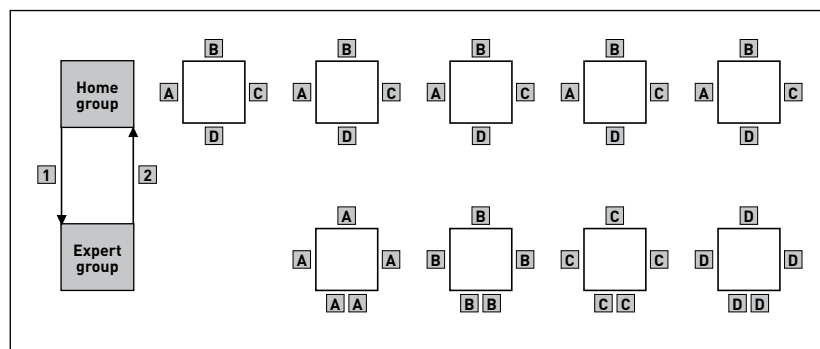 B B B B B
Home
group
A C A C A C A C A C
D D D D D
1 2
A B C D
Expert
group
A A B B C C D D
A A B B C C D D